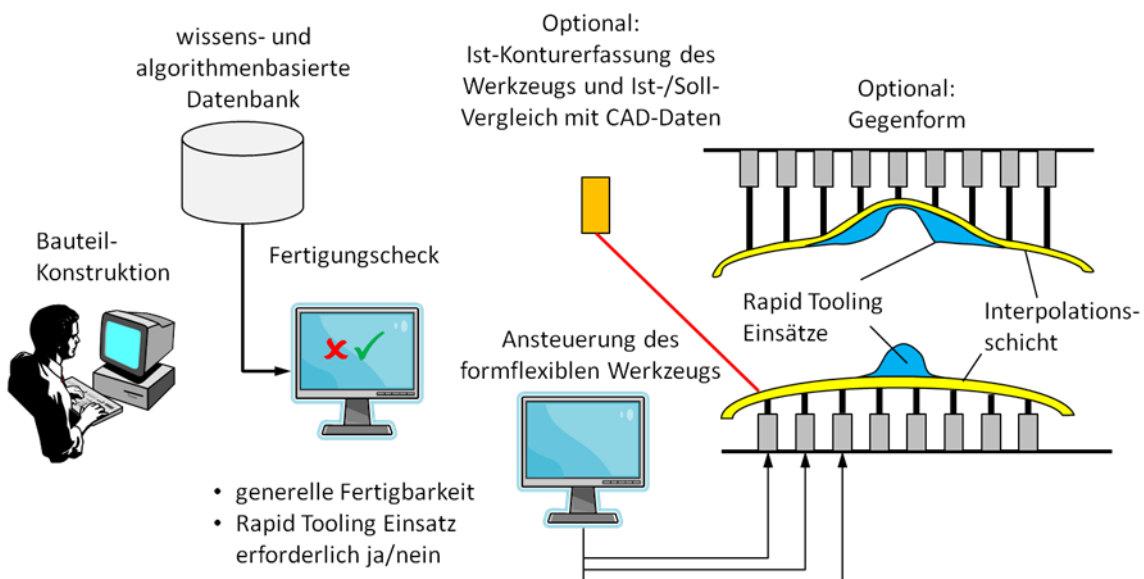 wissens- und
algorithmenbasierte
Datenbank
Optional:
Ist-Konturerfassung des
Werkzeugs und Ist-/Soll-
Vergleich mit CAD-Daten
Optional:
Gegenform
Bauteil-
Konstruktion
Fertigungscheck
Rapid Tooling
Einsätze
Interpolations-
schicht
Ansteuerung des
formflexiblen Werkzeugs
• generelle Fertigbarkeit
• Rapid Tooling Einsatz
erforderlich ja/nein